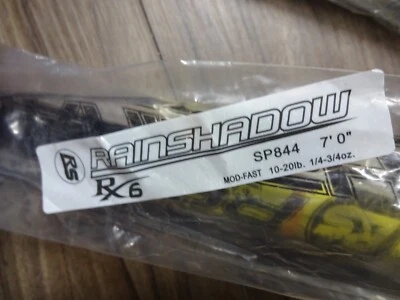 RAINSHADOW
RX6
SP844 7'0"
MOD-FAST 10-20lb. 1/4-3/4oz.